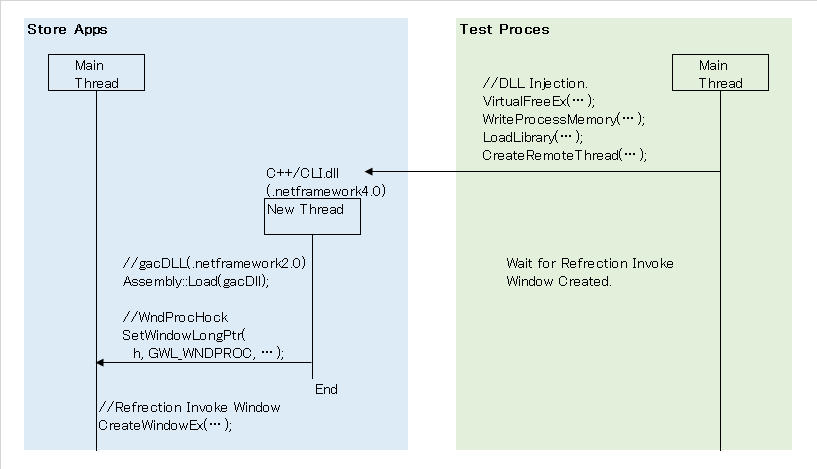 Store Apps
Main
Thread
C++/CLI.dll
(.netframework4.0)
New Thread
//gacDLL(.netframework2.0)
Assembly::Load(gacDll);
//WndProcHock
SetWindowLongPtr(
h, GWL_WNDPROC, … );
End
//Refrection Invoke Window
CreateWindowEx(… );
Test Proces
Main
Thread
//DLL Injection.
VirtualFreeEx(… );
WriteProcessMemory(… );
LoadLibrary(… );
CreateRemoteThread(… );
Wait for Refrection Invoke
Window Created.